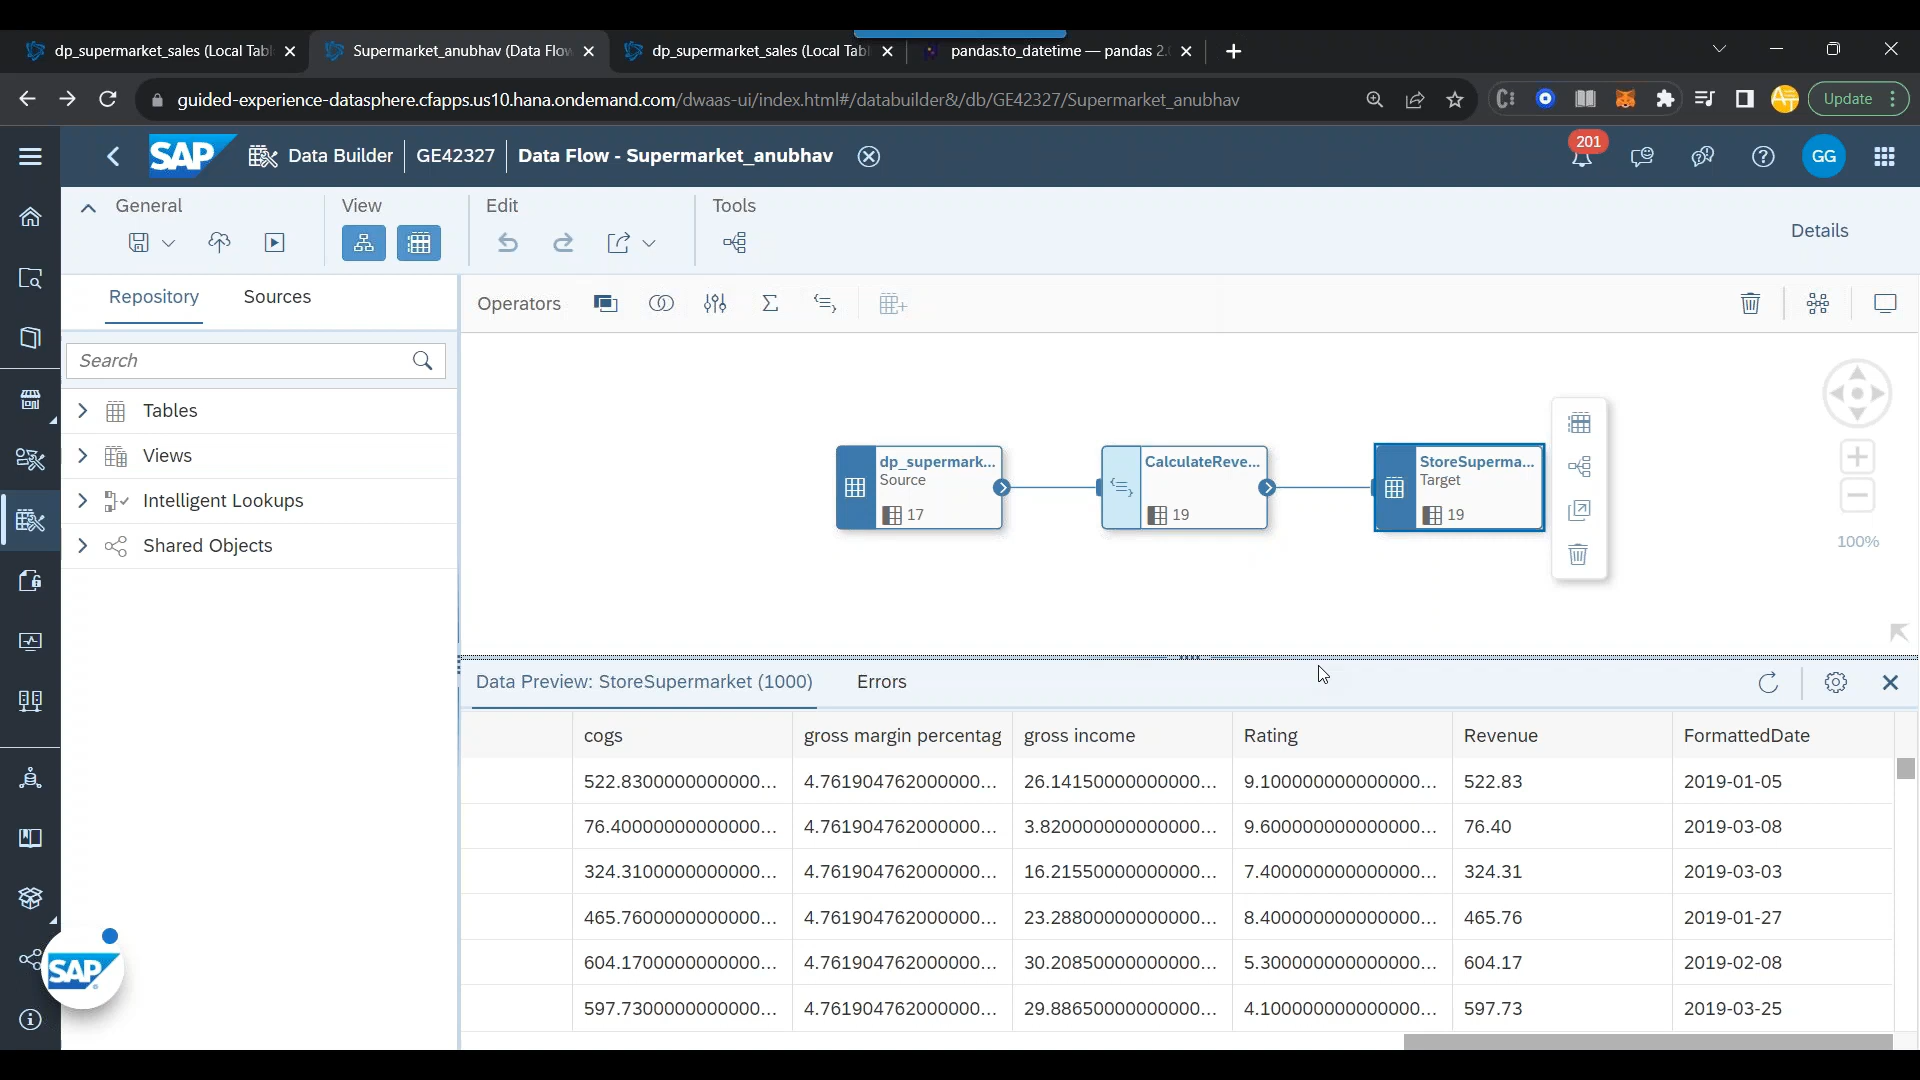 dp_supermarket_sales (Local Tabl
Supermarket_anubhav (Data Flow
dp_supermarket_sales (Local Tabl
pandas.to_datetime — pandas 2.
guided-experience-datasphere.cfapps.us10.hana.ondemand.com/dwaas-ui/index.html#/databuilder&/db/GE42327/Supermarket_anubhav
Update
SAP
Data Builder
GE42327
Data Flow - Supermarket_anubhav
201
GG
General
View
Edit
Tools
Details
Repository
Sources
Operators
Search
Tables
Views
Intelligent Lookups
Shared Objects
dp_supermark...
Source
17
CalculateReve...
19
StoreSuperma...
Target
19
100%
Data Preview: StoreSupermarket (1000)
Errors
cogs gross margin percentag gross income Rating Revenue FormattedDate
522.8300000000000... 4.761904762000000... 26.14150000000000... 9.100000000000000... 522.83 2019-01-05
76.40000000000000... 4.761904762000000... 3.820000000000000... 9.600000000000000... 76.40 2019-03-08
324.3100000000000... 4.761904762000000... 16.21550000000000... 7.400000000000000... 324.31 2019-03-03
465.7600000000000... 4.761904762000000... 23.28800000000000... 8.400000000000000... 465.76 2019-01-27
604.1700000000000... 4.761904762000000... 30.20850000000000... 5.300000000000000... 604.17 2019-02-08
597.7300000000000... 4.761904762000000... 29.88650000000000... 4.100000000000000... 597.73 2019-03-25
SAP